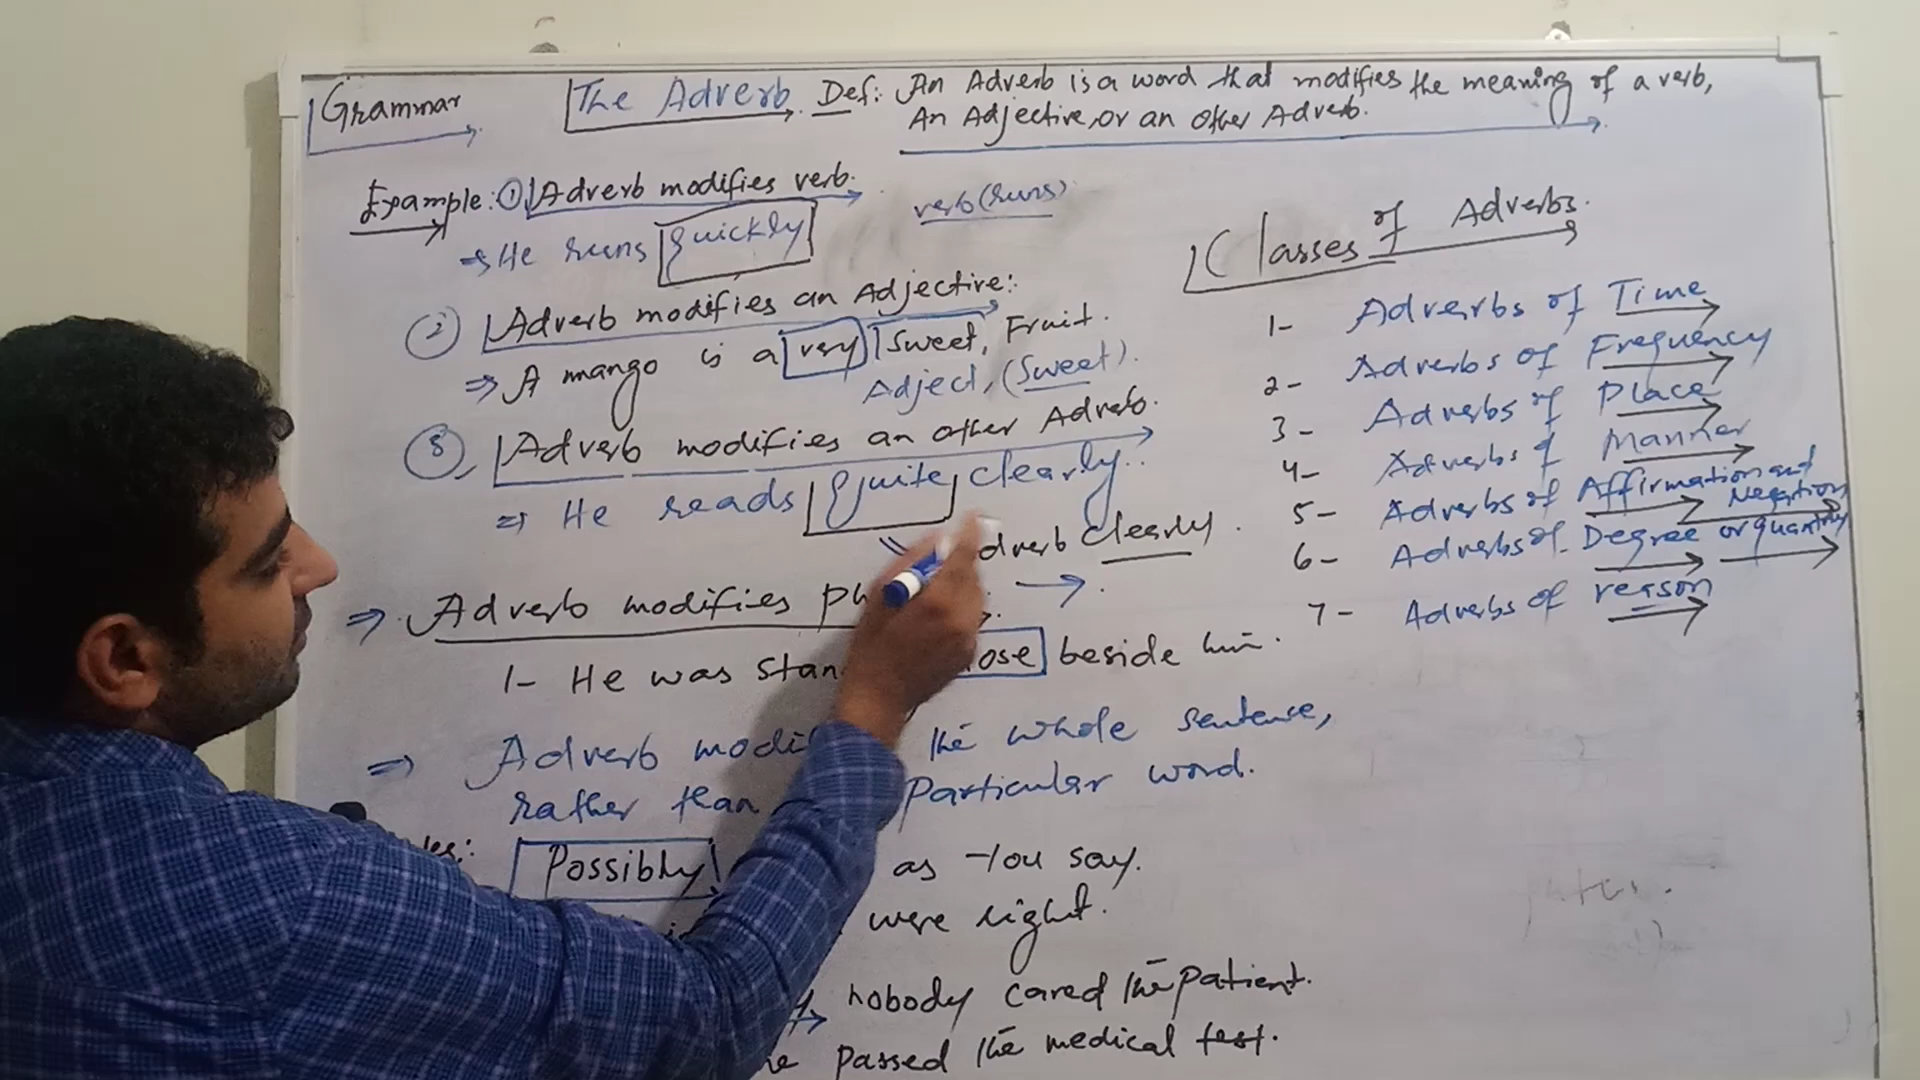 Grammar
The Adverb Def: An Adverb is a word that modifies the meaning of a verb,
An Adjective, or an other Adverb.
Example: ① Adverb modifies verb.
⇒ He runs quickly
verb (runs)
② Adverb modifies an Adjective:
⇒ A mango is a very sweet, Fruit.
Adject, (Sweet).
③ Adverb modifies an other Adverb.
⇒ He reads quite clearly..
clearly.
⇒ Adverb modifies
1- He was beside him.
⇒ Adverb the whole sentense,
rather than Particular word.
Possibly as you say.
were right.
nobody cared the patient.
passed the medical test.
Classes of Adverbs.
1- Adverbs of Time
2- Adverbs of Frequency
3- Adverbs of Place
4- Adverbs of Manner
5- Adverbs of Affirmation and
Negation
6- Adverbs of Degree or quantity
7- Adverbs of reason